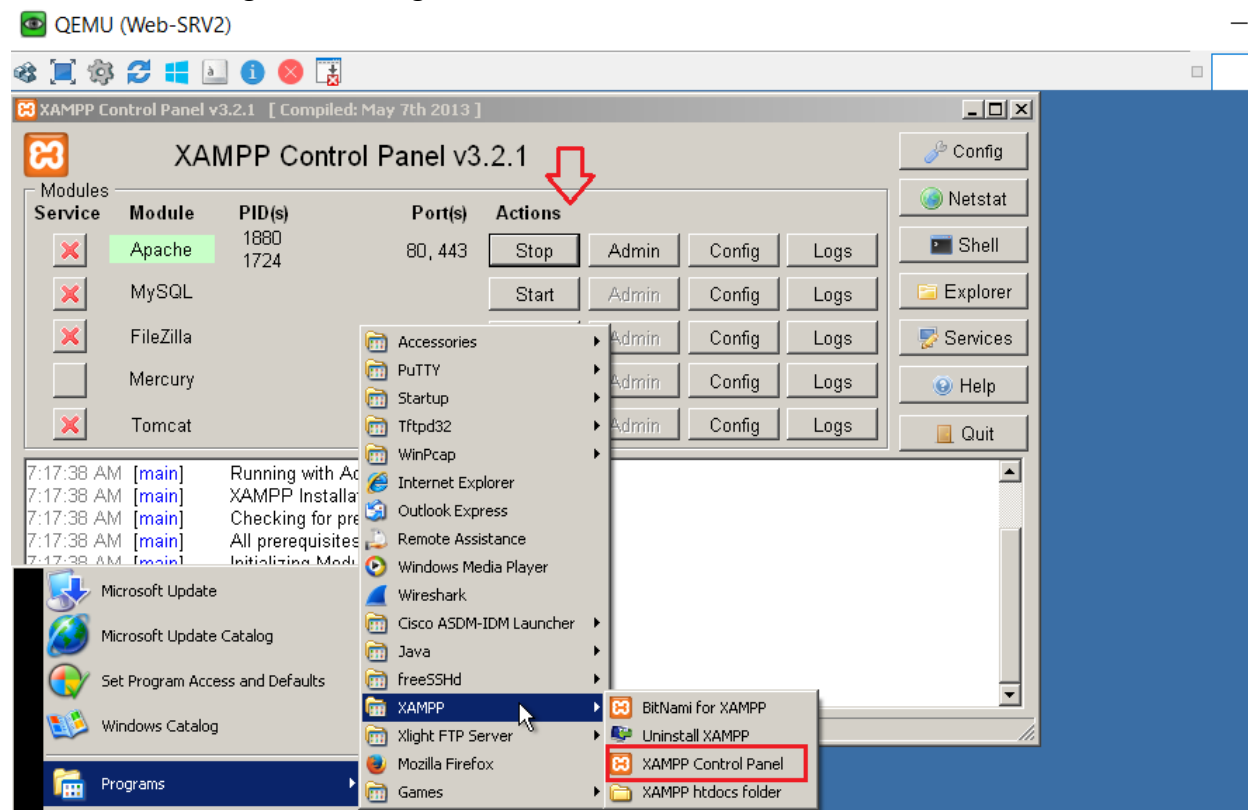 QEMU (Web-SRV2)
XAMPP Control Panel v3.2.1 [ Compiled: May 7th 2013 ]
XAMPP Control Panel v3.2.1
Config
Modules
Service Module PID(s) Port(s) Actions
Netstat
Apache 1880 1724 80, 443 Stop Admin Config Logs
Shell
MySQL Start Admin Config Logs
Explorer
FileZilla Admin Config Logs
Services
Mercury Admin Config Logs
Help
Tomcat Admin Config Logs
Quit
7:17:38 AM [main] Running with
7:17:38 AM [main] XAMPP
7:17:38 AM [main] Checking for
7:17:38 AM [main] All prerequisites
7:17:38 AM [main]
Accessories
PuTTY
Startup
Tftpd32
WinPcap
Internet Explorer
Outlook Express
Remote Assistance
Windows Media Player
Wireshark
Cisco ASDM-IDM Launcher
Java
freeSSHd
XAMPP
Xlight FTP Server
Mozilla Firefox
Games
Microsoft Update
Microsoft Update Catalog
Set Program Access and Defaults
Windows Catalog
Programs
BitNami for XAMPP
Uninstall XAMPP
XAMPP Control Panel
XAMPP htdocs folder